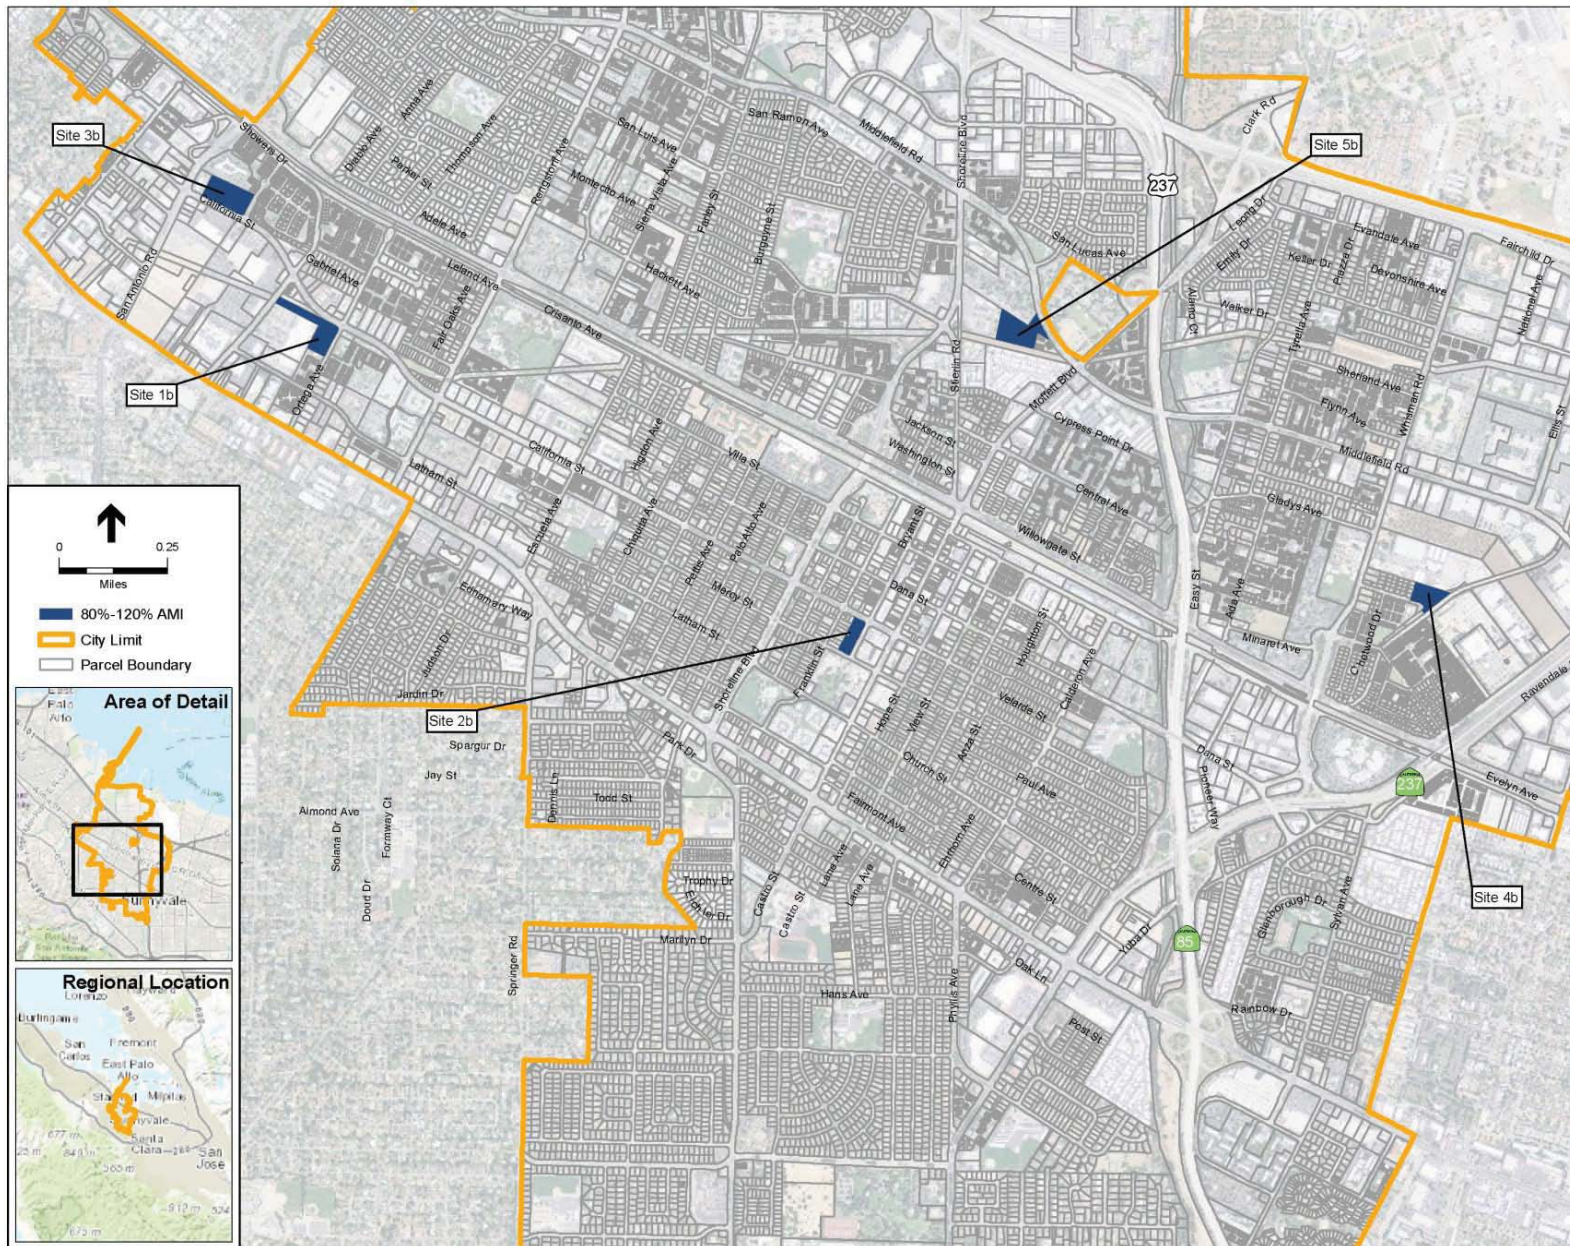 Site 3b
Site 5b
Site 1b
Site 2b
Site 4b
Clark Rd
237
Shoreline Blvd
Middlefield Rd
San Ramon Ave
San Luis Ave
Anna Ave
Thompson Ave
Diablo Ave
Parker St
Showers Dr
Rengstorff Ave
Montecito Ave
Sierra Vista Ave
Farley St
Burgoyne St
Adele Ave
California St
San Antonio Rd
Gabriel Ave
Leland Ave
Hackett Ave
Fair Oaks Ave
Crisanto Ave
Ortega Ave
San Lucas Ave
Leong Dr
Emily Dr
Evandale Ave
Fairchild Dr
Keller Dr
Piazza Dr
Devonshire Ave
National Ave
Alamo Ct
Walker Dr
Tyrella Ave
Sherland Ave
Flynn Ave
Whisman Rd
Ellis St
Stierlin Rd
Moffett Blvd
Cypress Point Dr
Middlefield Rd
Jackson St
Washington St
Central Ave
Gladys Ave
Willowgate St
Latham St
California St
Higdon Ave
Villa St
Escuela Ave
Chiquita Ave
Palo Alto Ave
Pettis Ave
Mercy St
Latham St
Bryant St
Dana St
Easy St
Ada Ave
Minaret Ave
Chetwood Dr
Ravendale
Ednamary Way
Judson Dr
Jardin Dr
Shoreline Blvd
Franklin St
Houghton St
Calderon Ave
Velarde St
Hope St
View St
Anza St
Church St
Paul Ave
Fairmont Ave
Park Dr
Spargur Dr
Jay St
Dennis Ln
Todd St
Almond Ave
Solana Dr
Formway Ct
Doud Dr
Dana St
Pioneer Way
Evelyn Ave
237
Ehrhorn Ave
Lane Ave
Lane Ave
Castro St
Castro St
Trophy Dr
Eichler Dr
Marilyn Dr
Springer Rd
Centre St
Yuba Dr
85
Glenborough Dr
Sylvan Ave
Oak Ln
Hans Ave
Phyllis Ave
Post St
Rainbow Dr
0
0.25
Miles
80%-120% AMI
City Limit
Parcel Boundary
Area of Detail
Palo
Alto
Regional Location
San
Carlos
Fremont
East Palo
Alto
Milpitas
Santa
Clara
San
Jose